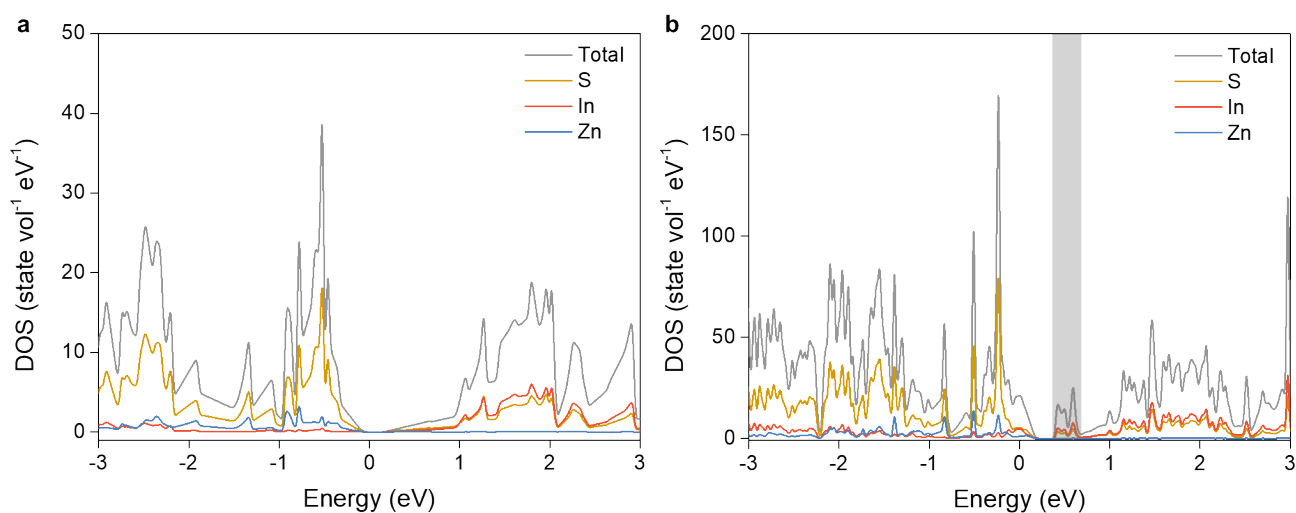 a
50
40
30
20
10
0
DOS (state vol⁻¹ eV⁻¹)
Total
S
In
Zn
-3 -2 -1 0 1 2 3
Energy (eV)
b
200
150
100
50
0
DOS (state vol⁻¹ eV⁻¹)
Total
S
In
Zn
-3 -2 -1 0 1 2 3
Energy (eV)